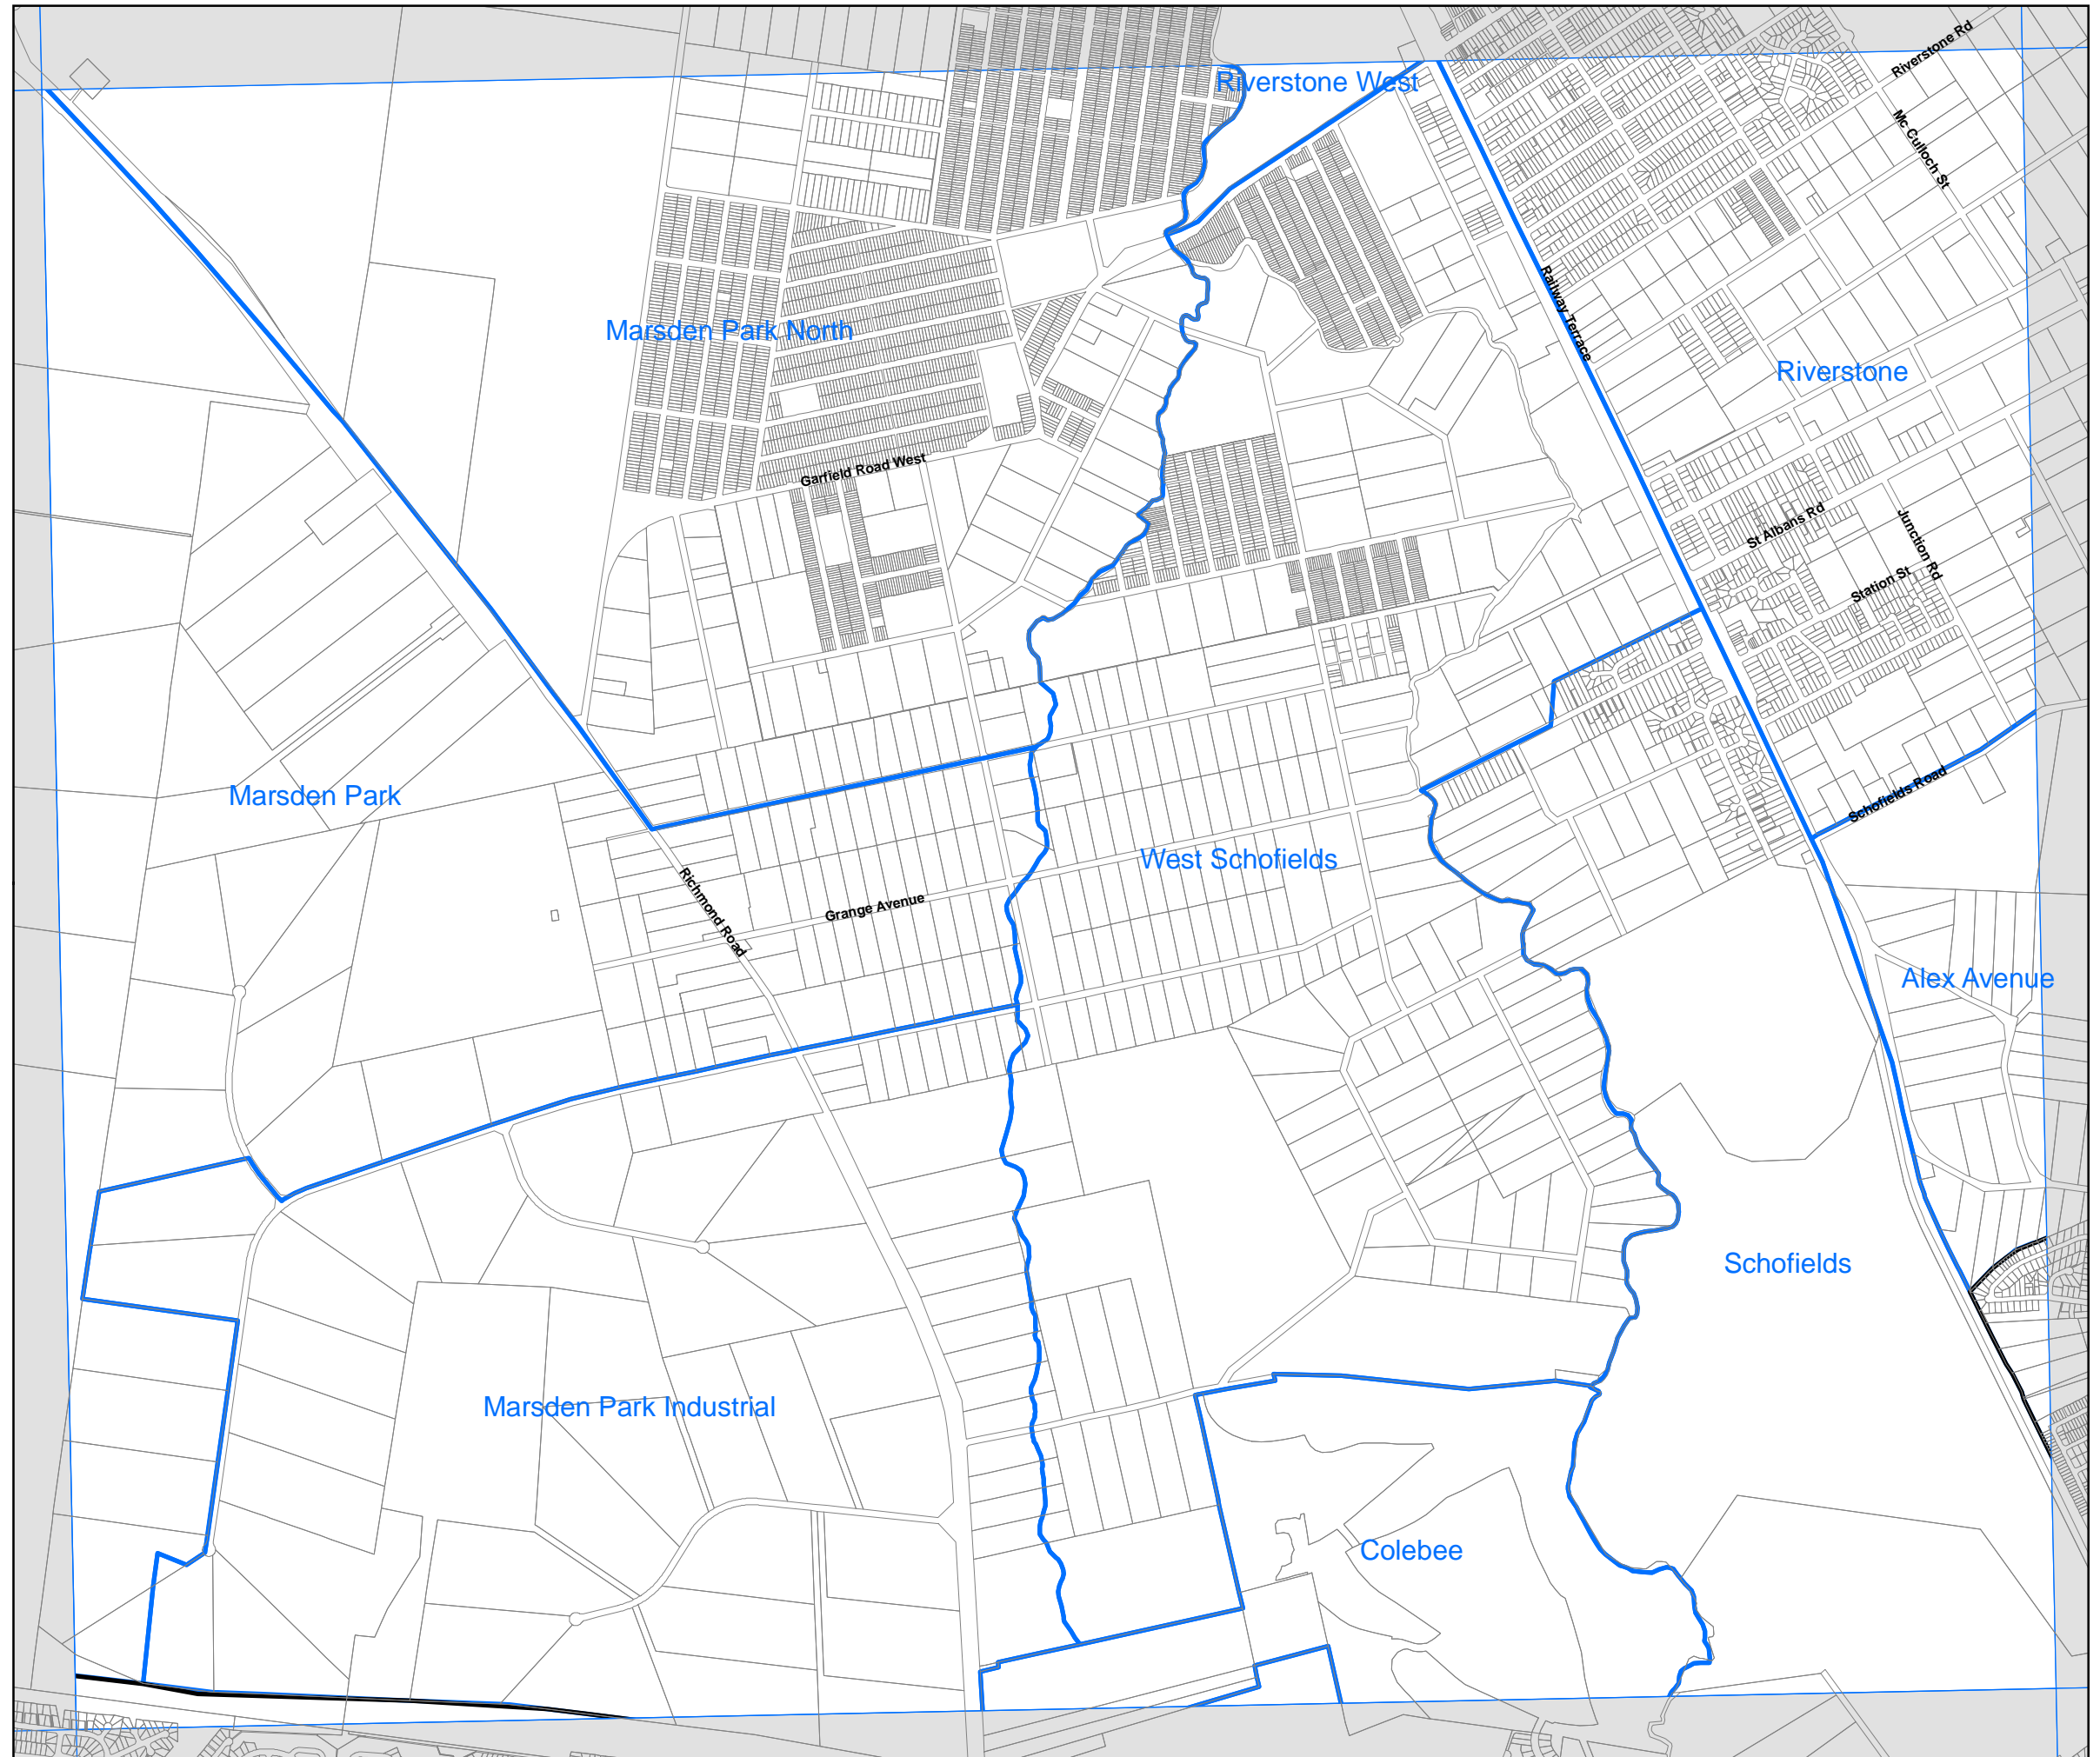 Riverstone Rd
Riverstone West
Mc Culloch St
Railway Terrace
Marsden Park North
Riverstone
Garfield Road West
St Albans Rd
Junction Rd
Station St
Marsden Park
Schofields Road
West Schofields
Richmond Road
Grange Avenue
Alex Avenue
Schofields
Marsden Park Industrial
Colebee